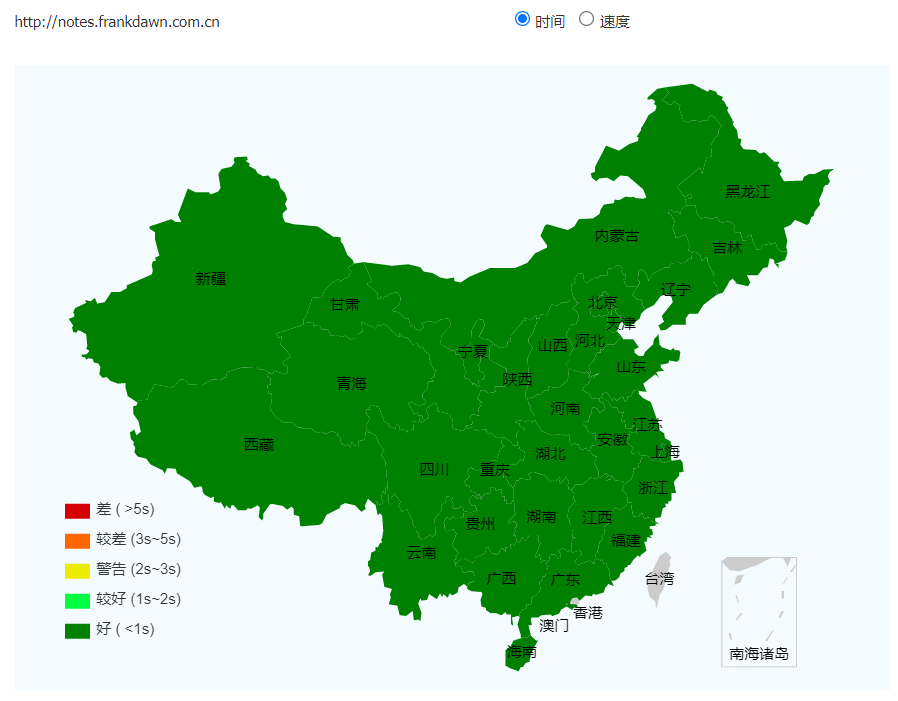 http://notes.frankdawn.com.cn
时间 速度
黑龙江
内蒙古
吉林
新疆
辽宁
北京
甘肃
天津
河北
山西
宁夏
山东
陕西
青海
河南
江苏
安徽
西藏
上海
湖北
四川
重庆
浙江
差 ( >5s)
湖南
江西
贵州
较差 (3s~5s)
福建
云南
警告 (2s~3s)
广西
广东
台湾
较好 (1s~2s)
香港
澳门
好 ( <1s)
海南
南海诸岛